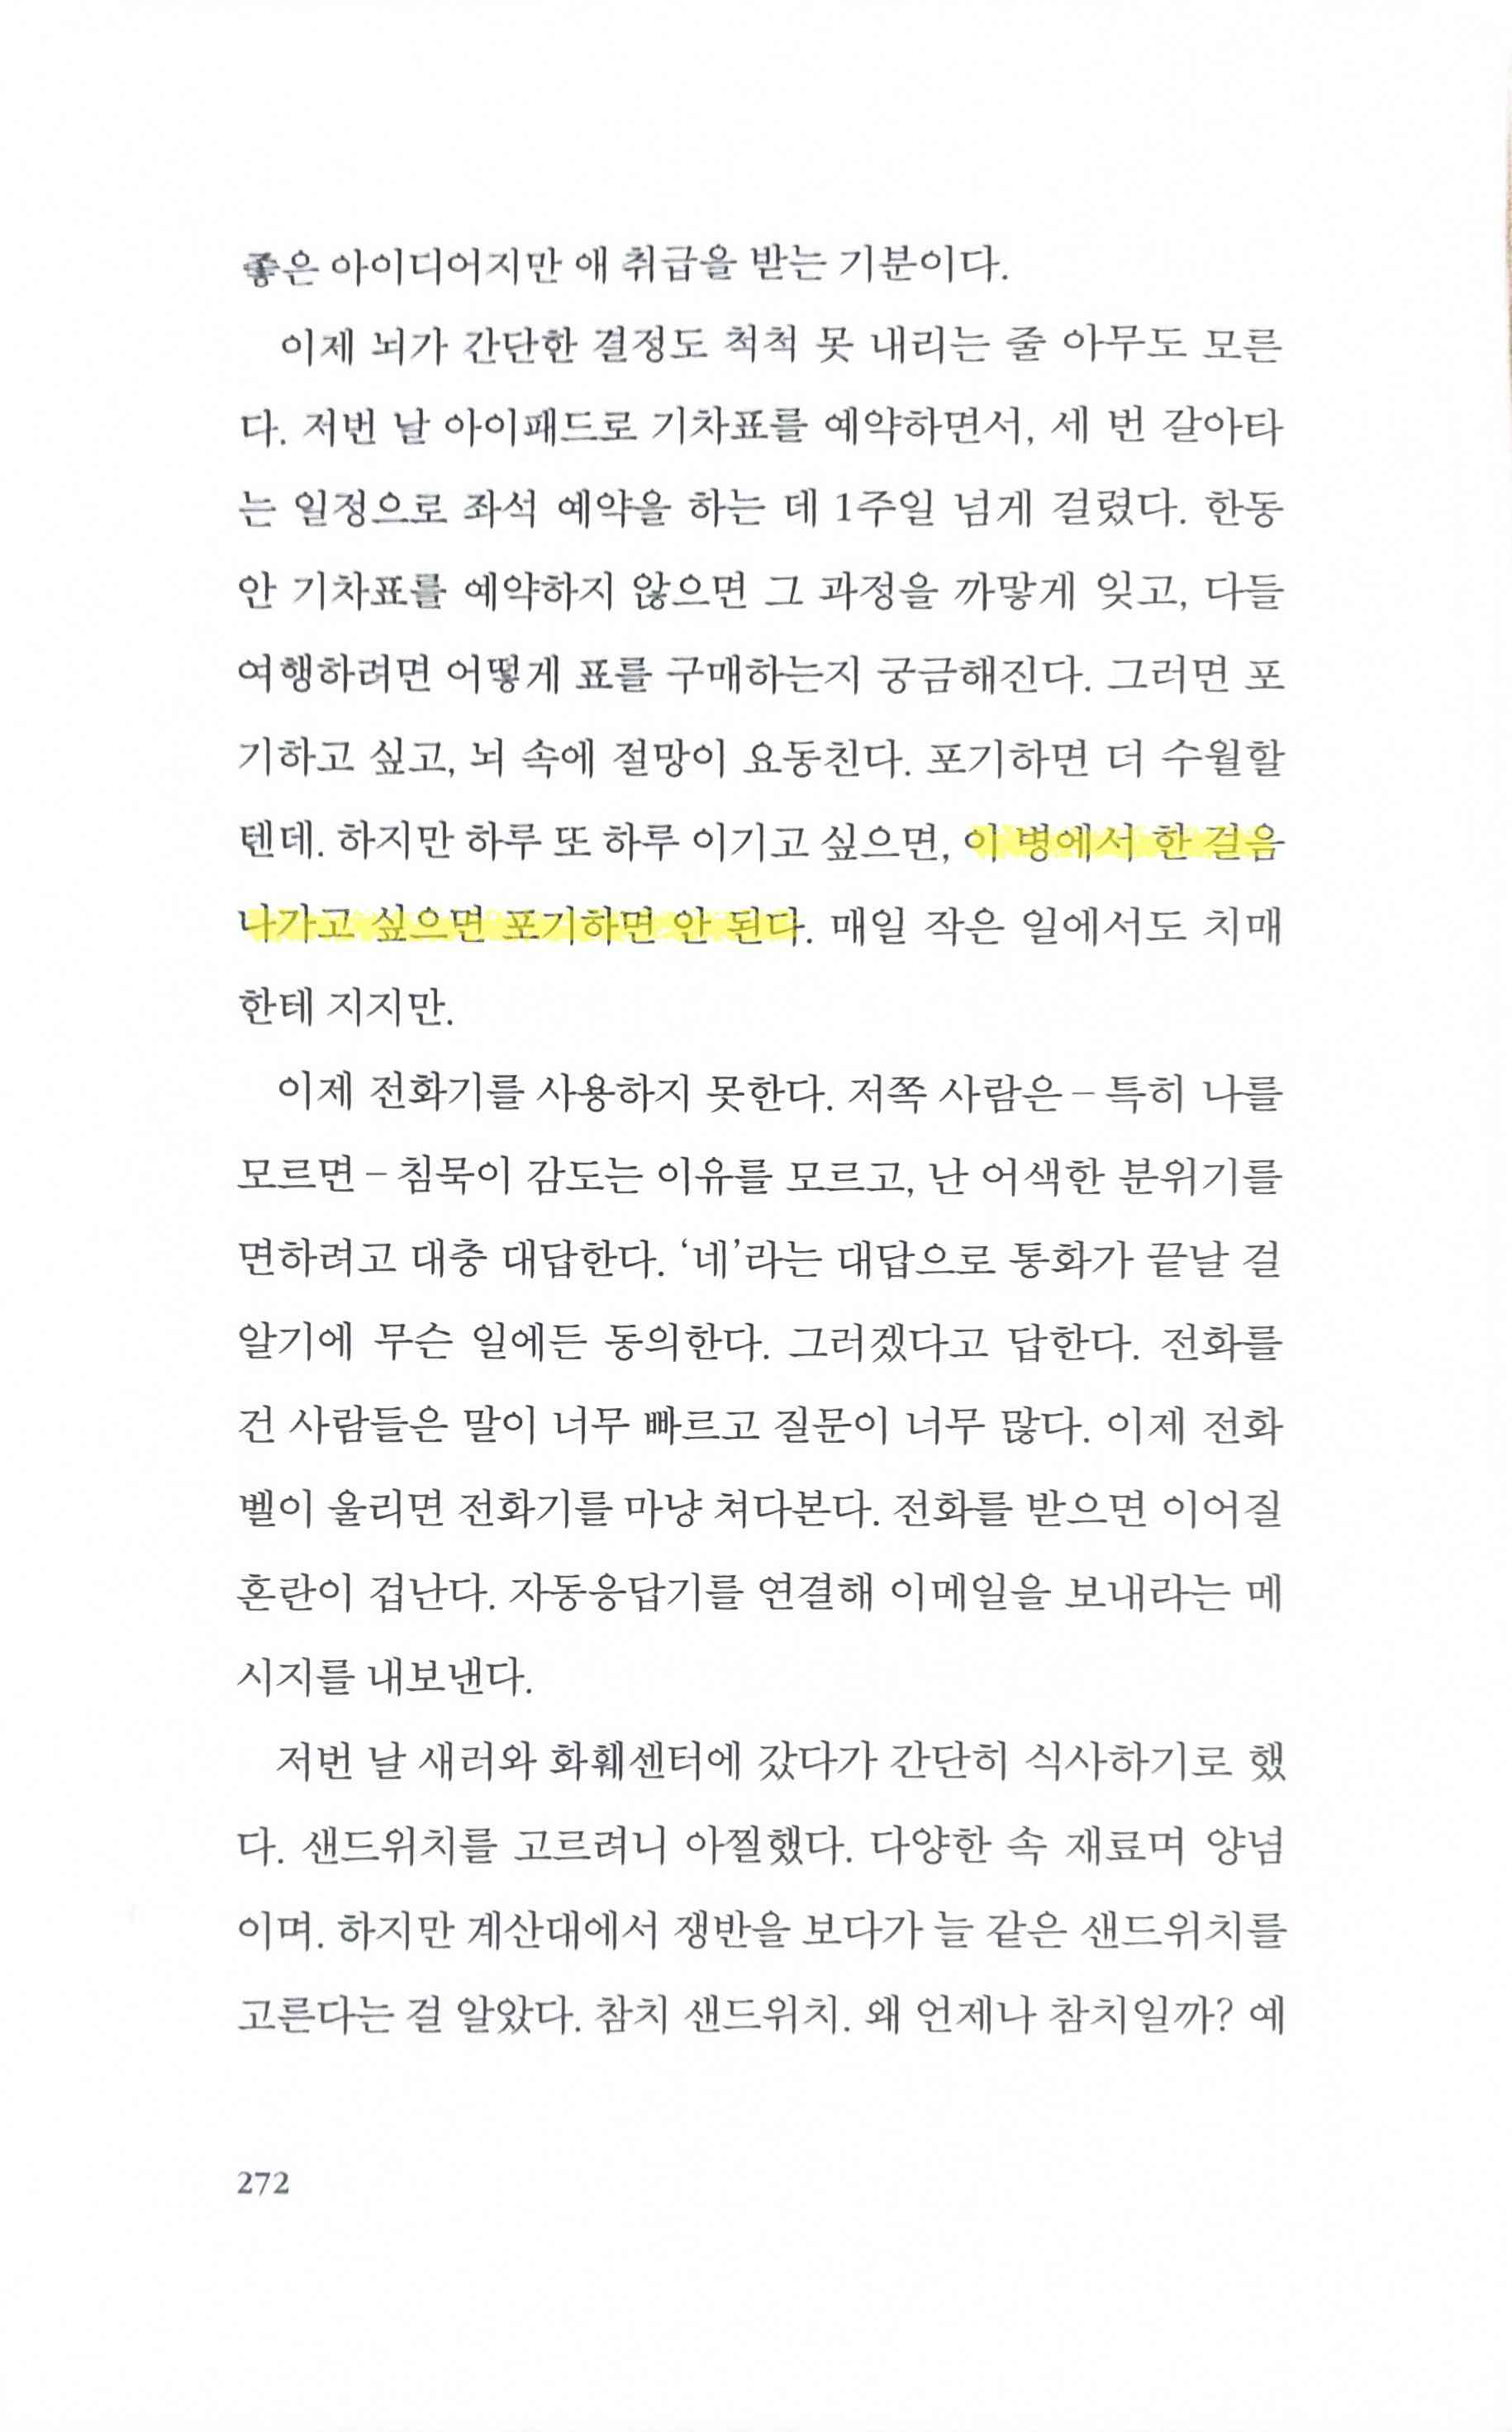 좋은 아이디어지만 애 취급을 받는 기분이다.
이제 뇌가 간단한 결정도 척척 못 내리는 줄 아무도 모른
다. 저번 날 아이패드로 기차표를 예약하면서, 세 번 갈아타
는 일정으로 좌석 예약을 하는 데 1주일 넘게 걸렸다. 한동
안 기차표를 예약하지 않으면 그 과정을 까맣게 잊고, 다들
여행하려면 어떻게 표를 구매하는지 궁금해진다. 그러면 포
기하고 싶고, 뇌 속에 절망이 요동친다. 포기하면 더 수월할
텐데. 하지만 하루 또 하루 이기고 싶으면, 이 병에서 한 걸음
나가고 싶으면 포기하면 안 된다. 매일 작은 일에서도 치매
한테 지지만.
이제 전화기를 사용하지 못한다. 저쪽 사람은 – 특히 나를
모르면 – 침묵이 감도는 이유를 모르고, 난 어색한 분위기를
면하려고 대충 대답한다. ‘네’라는 대답으로 통화가 끝날 걸
알기에 무슨 일에든 동의한다. 그러겠다고 답한다. 전화를
건 사람들은 말이 너무 빠르고 질문이 너무 많다. 이제 전화
벨이 울리면 전화기를 마냥 쳐다본다. 전화를 받으면 이어질
혼란이 겁난다. 자동응답기를 연결해 이메일을 보내라는 메
시지를 내보낸다.
저번 날 새러와 화훼센터에 갔다가 간단히 식사하기로 했
다. 샌드위치를 고르려니 아찔했다. 다양한 속 재료며 양념
이며. 하지만 계산대에서 쟁반을 보다가 늘 같은 샌드위치를
고른다는 걸 알았다. 참치 샌드위치. 왜 언제나 참치일까? 예
272